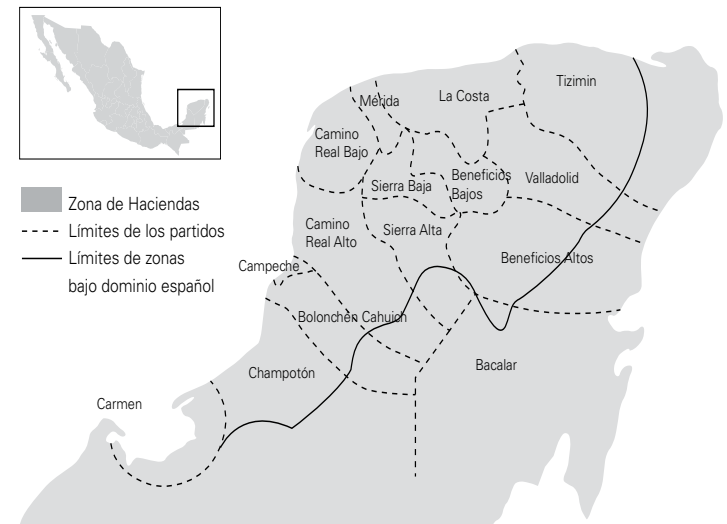 Tizimin
La Costa
Mérida
Camino
Real Bajo
Beneficios
Bajos
Valladolid
Sierra Baja
Zona de Haciendas
Límites de los partidos
Límites de zonas
bajo dominio español
Camino
Real Alto
Sierra Alta
Beneficios Altos
Campeche
Bolonchén Cahuich
Champotón
Bacalar
Carmen